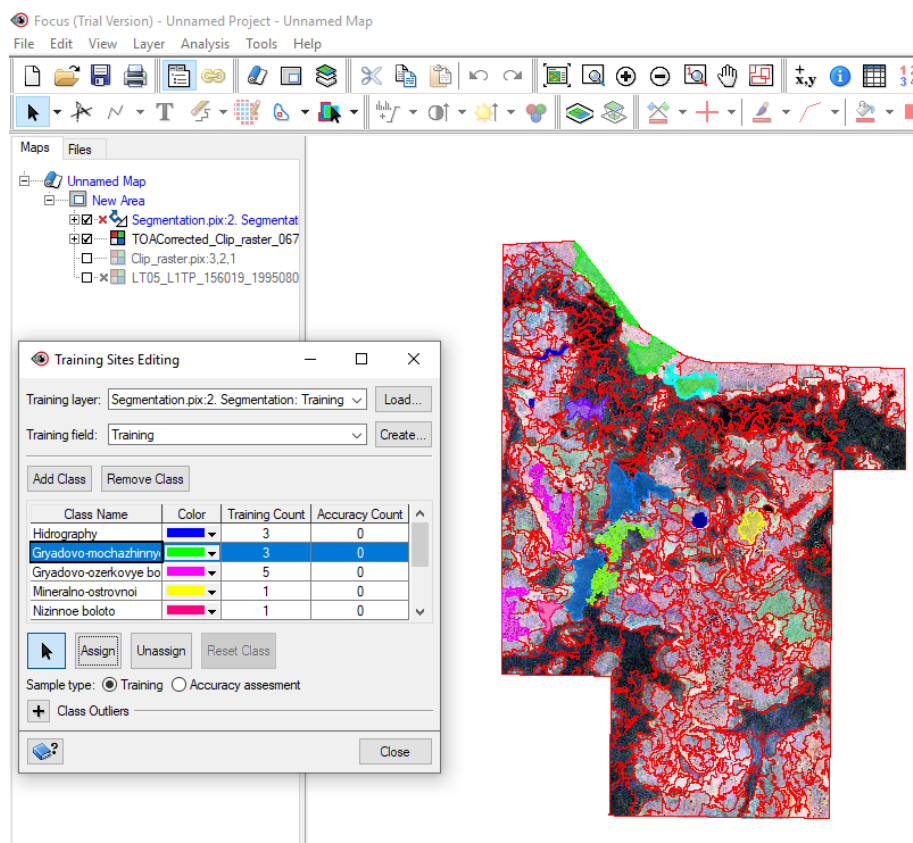 Focus (Trial Version) - Unnamed Project - Unnamed Map
File Edit View Layer Analysis Tools Help
x,y
Maps Files
Unnamed Map
New Area
Segmentation.pix:2. Segmentat
TOACorrected_Clip_raster_067
Clip_raster.pix:3,2,1
LT05_L1TP_156019_1995080
Training Sites Editing
Training layer: Segmentation.pix:2. Segmentation: Training Load...
Training field: Training Create...
Add Class Remove Class
Class Name Color Training Count Accuracy Count
Hidrography 3 0
Gryadovo-mochazhinny 3 0
Gryadovo-ozerkovye bo 5 0
Mineralno-ostrovnoi 1 0
Nizinnoe boloto 1 0
Assign Unassign Reset Class
Sample type: Training Accuracy assesment
Class Outliers
Close